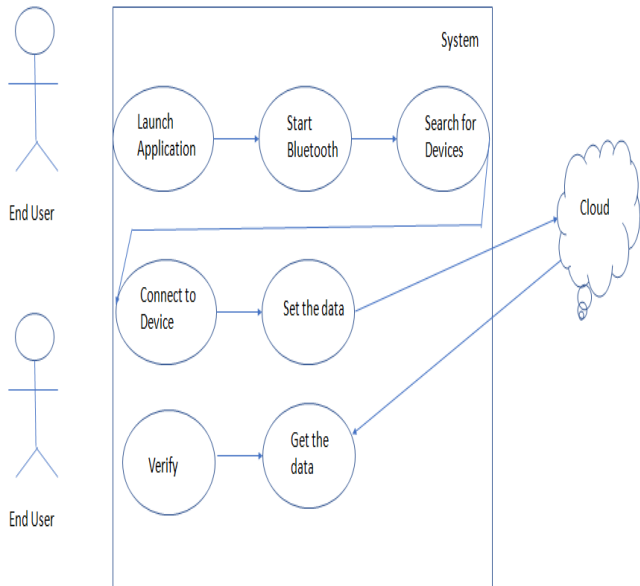 System
Launch
Application
Start
Bluetooth
Search for
Devices
End User
Cloud
Connect to
Device
Set the data
Verify
Get the
data
End User